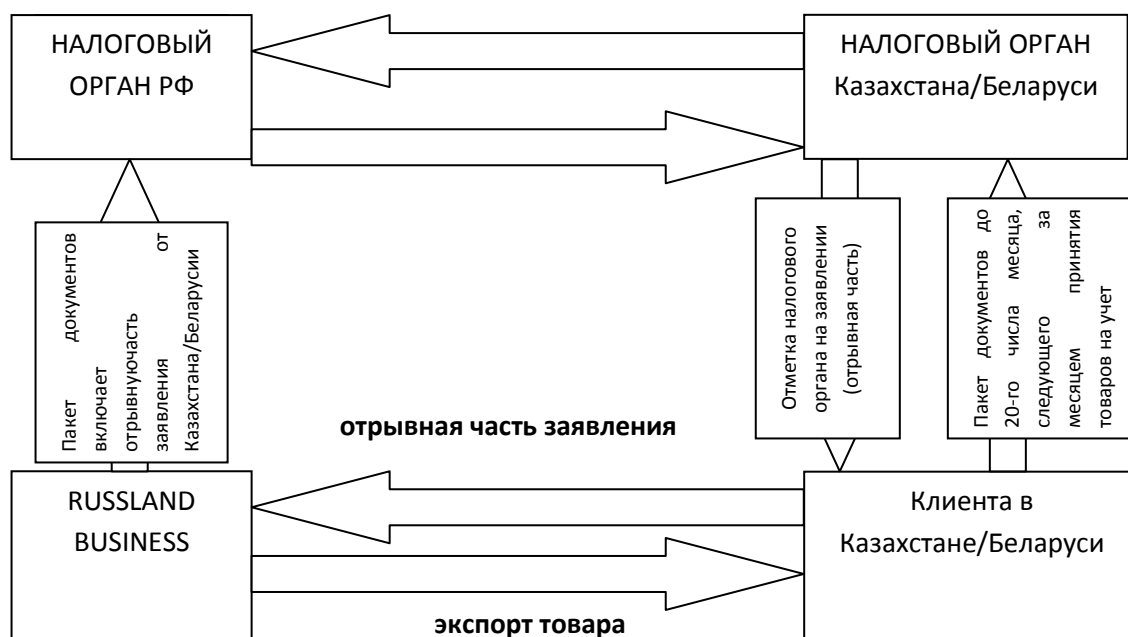 НАЛОГОВЫЙ
ОРГАН РФ
НАЛОГОВЫЙ ОРГАН
Казахстана/Беларуси
Пакет документов
включает
отрывнуючасть
заявления от
Казахстана/Беларусии
Отметка налогового
органа на заявлении
(отрывная часть)
Пакет документов до
20-го числа месяца,
следующего за
месяцем принятия
товаров на учет
отрывная часть заявления
RUSSLAND
BUSINESS
Клиента в
Казахстане/Беларуси
экспорт товара